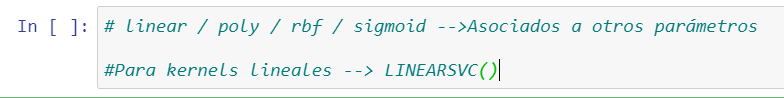 In [ ]: # linear / poly / rbf / sigmoid -->Asociados a otros parámetros
#Para kernels lineales --> LINEARSVC()